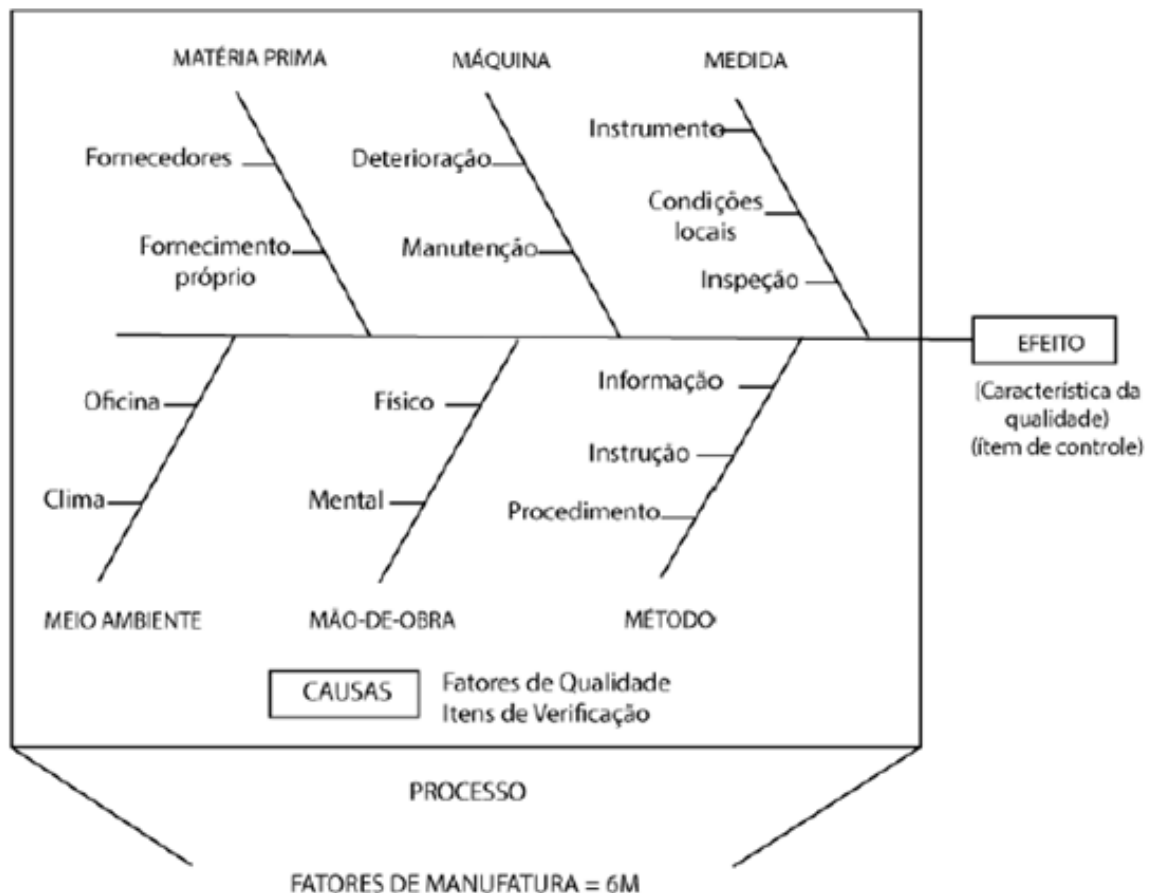 MATÉRIA PRIMA
MÁQUINA
MEDIDA
Fornecedores
Fornecimento
próprio
Deterioração
Manutenção
Instrumento
Condições
locais
Inspeção
EFEITO
(Característica da
qualidade)
(ítem de controle)
Oficina
Clima
Físico
Mental
Informação
Instrução
Procedimento
MEIO AMBIENTE
MÃO-DE-OBRA
MÉTODO
CAUSAS
Fatores de Qualidade
Itens de Verificação
PROCESSO
FATORES DE MANUFATURA = 6M